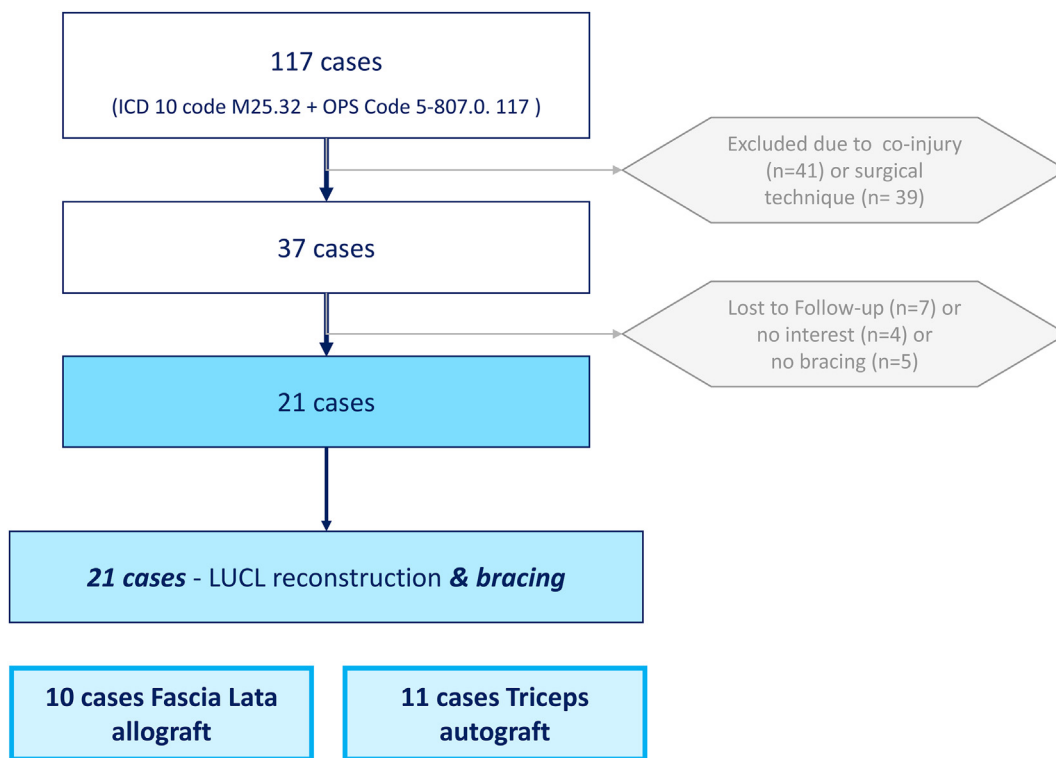 117 cases
(ICD 10 code M25.32 + OPS Code 5-807.0. 117 )
Excluded due to  co-injury
(n=41) or surgical
technique (n= 39)
37 cases
Lost to Follow-up (n=7) or
no interest (n=4) or
no bracing (n=5)
21 cases
21 cases - LUCL reconstruction & bracing
10 cases Fascia Lata
allograft
11 cases Triceps
autograft